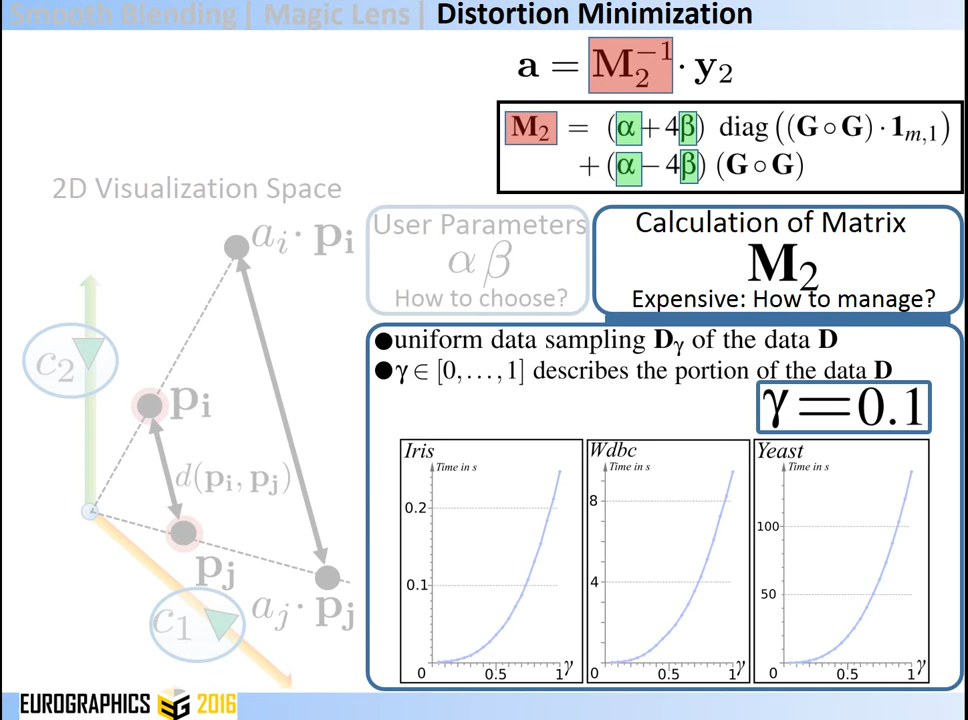 Smooth Blending | Magic Lens | Distortion Minimization
a = M₂⁻¹ · y₂
M₂ = (α + 4β) diag((G ∘ G) · 1ₘ,₁)
+ (α − 4β) (G ∘ G)
2D Visualization Space
aᵢ · pᵢ
c₂
pᵢ
d(pᵢ, pⱼ)
pⱼ
aⱼ · pⱼ
c₁
User Parameters
α β
How to choose?
Calculation of Matrix
M₂
Expensive: How to manage?
●uniform data sampling Dᵧ of the data D
●γ ∈ [0, …, 1] describes the portion of the data D
γ=0.1
Iris
Time in s
0.2
0.1
0
0.5
1
γ
Wdbc
Time in s
8
4
0
0.5
1
γ
Yeast
Time in s
100
50
0
0.5
1
γ
EUROGRAPHICS 2016